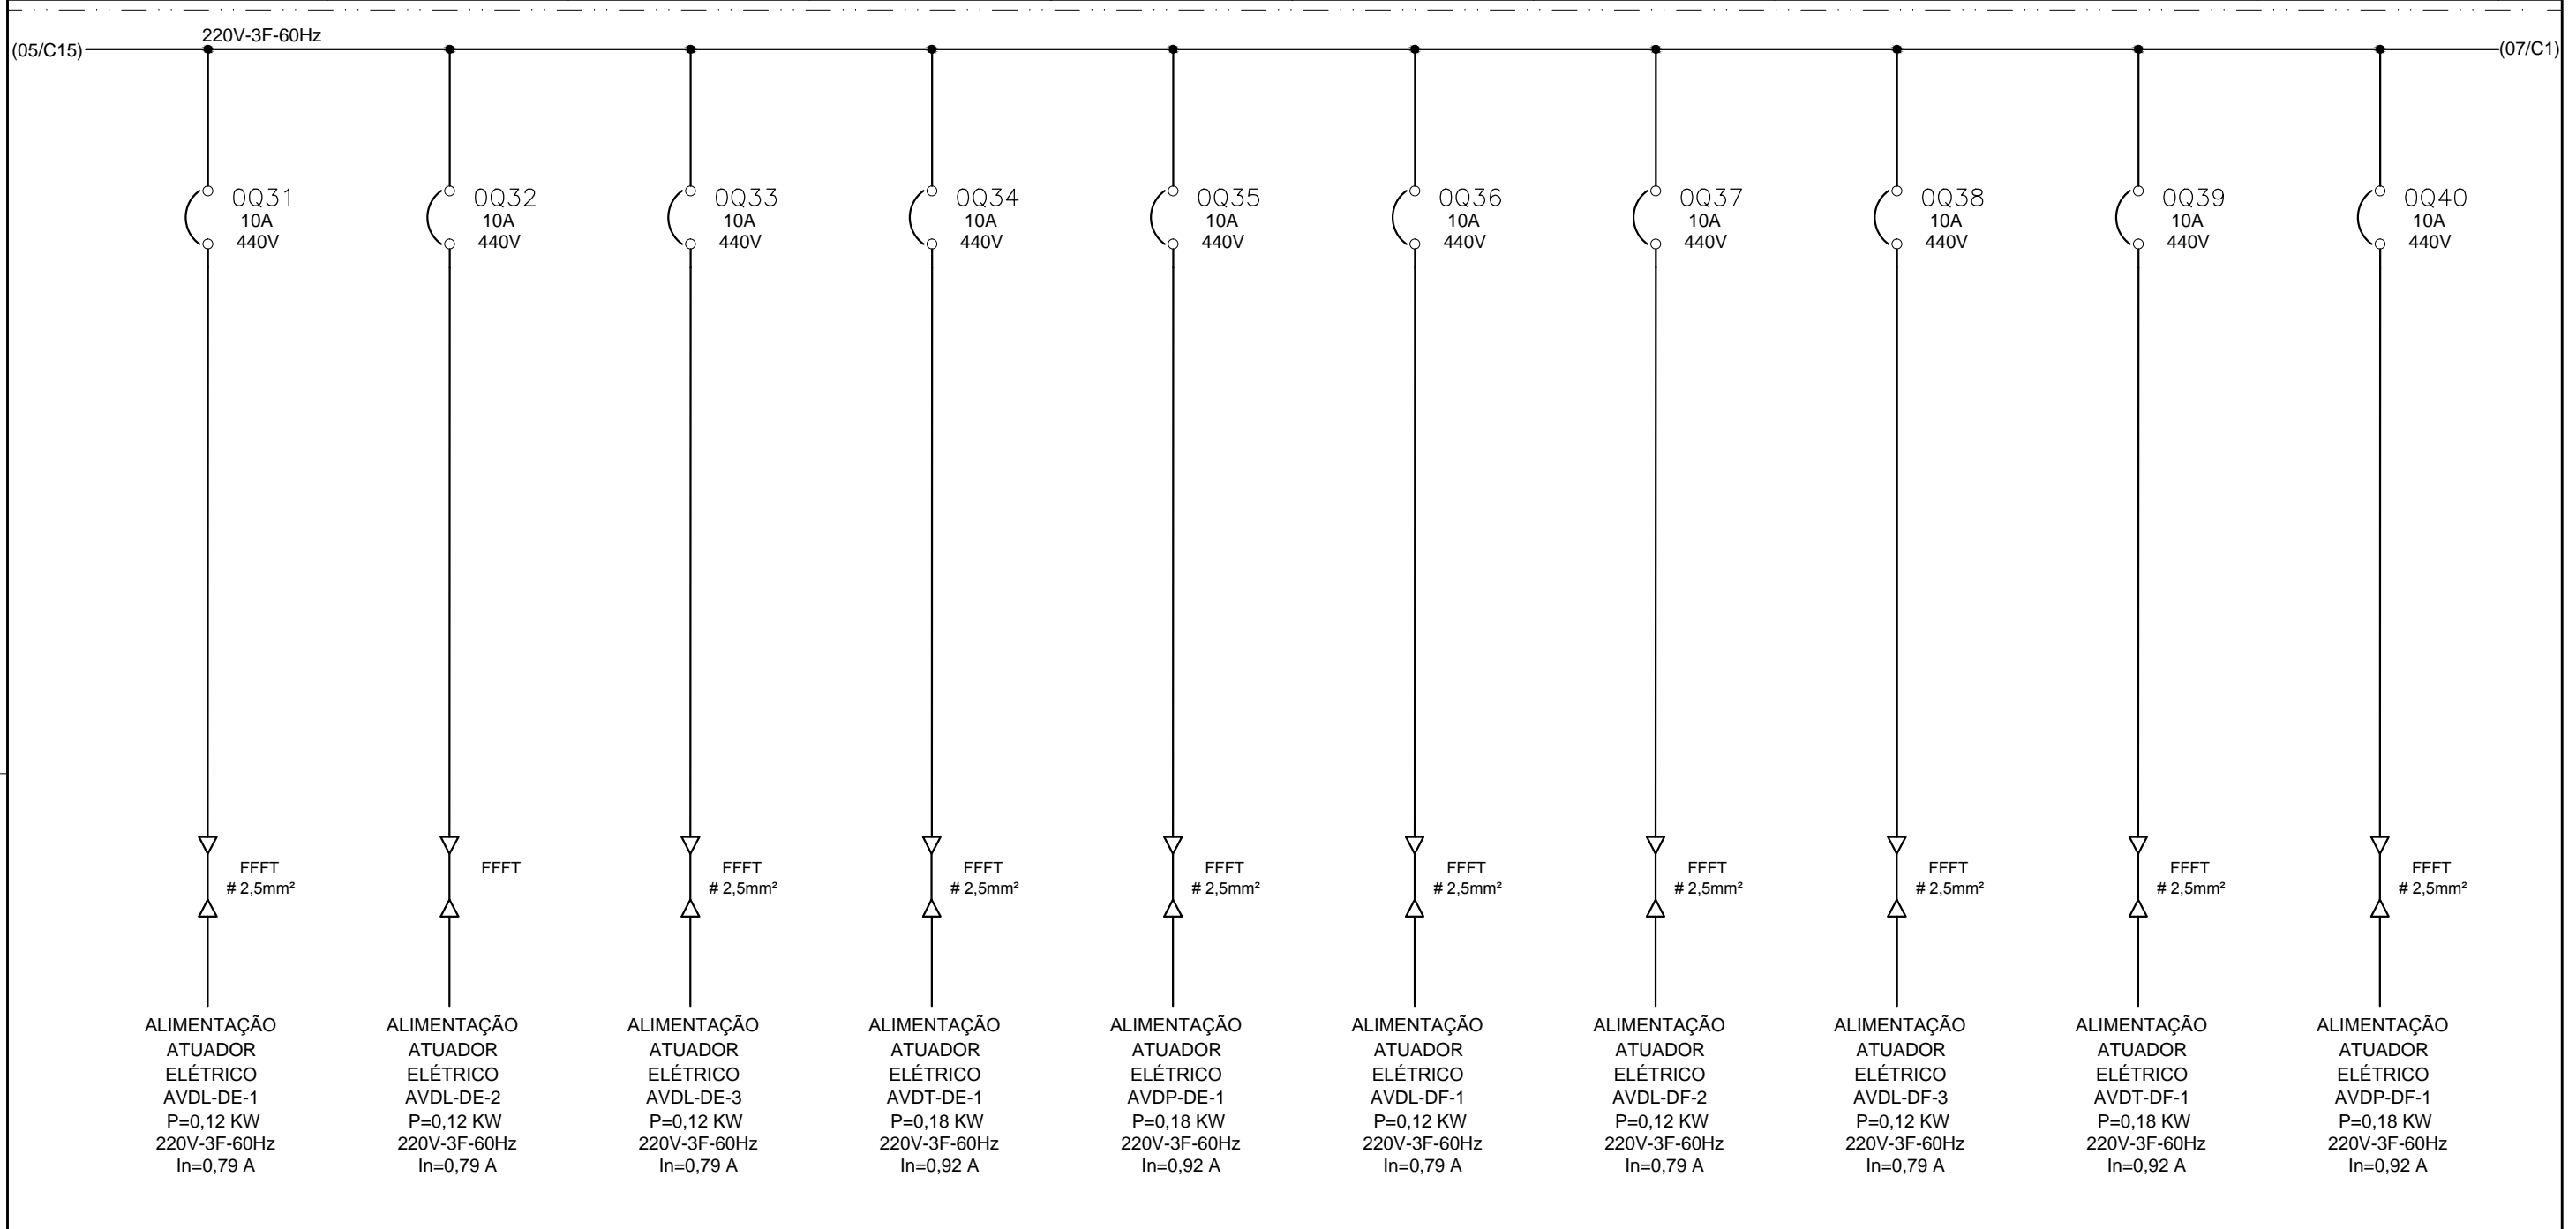 220V-3F-60Hz
(05/C15)
(07/C1)
0Q31
10A
440V
0Q32
10A
440V
0Q33
10A
440V
0Q34
10A
440V
0Q35
10A
440V
0Q36
10A
440V
0Q37
10A
440V
0Q38
10A
440V
0Q39
10A
440V
0Q40
10A
440V
FFFT
# 2,5mm²
FFFT
FFFT
# 2,5mm²
FFFT
# 2,5mm²
FFFT
# 2,5mm²
FFFT
# 2,5mm²
FFFT
# 2,5mm²
FFFT
# 2,5mm²
FFFT
# 2,5mm²
FFFT
# 2,5mm²
ALIMENTAÇÃO
ATUADOR
ELÉTRICO
AVDL-DE-1
P=0,12 KW
220V-3F-60Hz
In=0,79 A
ALIMENTAÇÃO
ATUADOR
ELÉTRICO
AVDL-DE-2
P=0,12 KW
220V-3F-60Hz
In=0,79 A
ALIMENTAÇÃO
ATUADOR
ELÉTRICO
AVDL-DE-3
P=0,12 KW
220V-3F-60Hz
In=0,79 A
ALIMENTAÇÃO
ATUADOR
ELÉTRICO
AVDT-DE-1
P=0,18 KW
220V-3F-60Hz
In=0,92 A
ALIMENTAÇÃO
ATUADOR
ELÉTRICO
AVDP-DE-1
P=0,18 KW
220V-3F-60Hz
In=0,92 A
ALIMENTAÇÃO
ATUADOR
ELÉTRICO
AVDL-DF-1
P=0,12 KW
220V-3F-60Hz
In=0,79 A
ALIMENTAÇÃO
ATUADOR
ELÉTRICO
AVDL-DF-2
P=0,12 KW
220V-3F-60Hz
In=0,79 A
ALIMENTAÇÃO
ATUADOR
ELÉTRICO
AVDL-DF-3
P=0,12 KW
220V-3F-60Hz
In=0,79 A
ALIMENTAÇÃO
ATUADOR
ELÉTRICO
AVDT-DF-1
P=0,18 KW
220V-3F-60Hz
In=0,92 A
ALIMENTAÇÃO
ATUADOR
ELÉTRICO
AVDP-DF-1
P=0,18 KW
220V-3F-60Hz
In=0,92 A